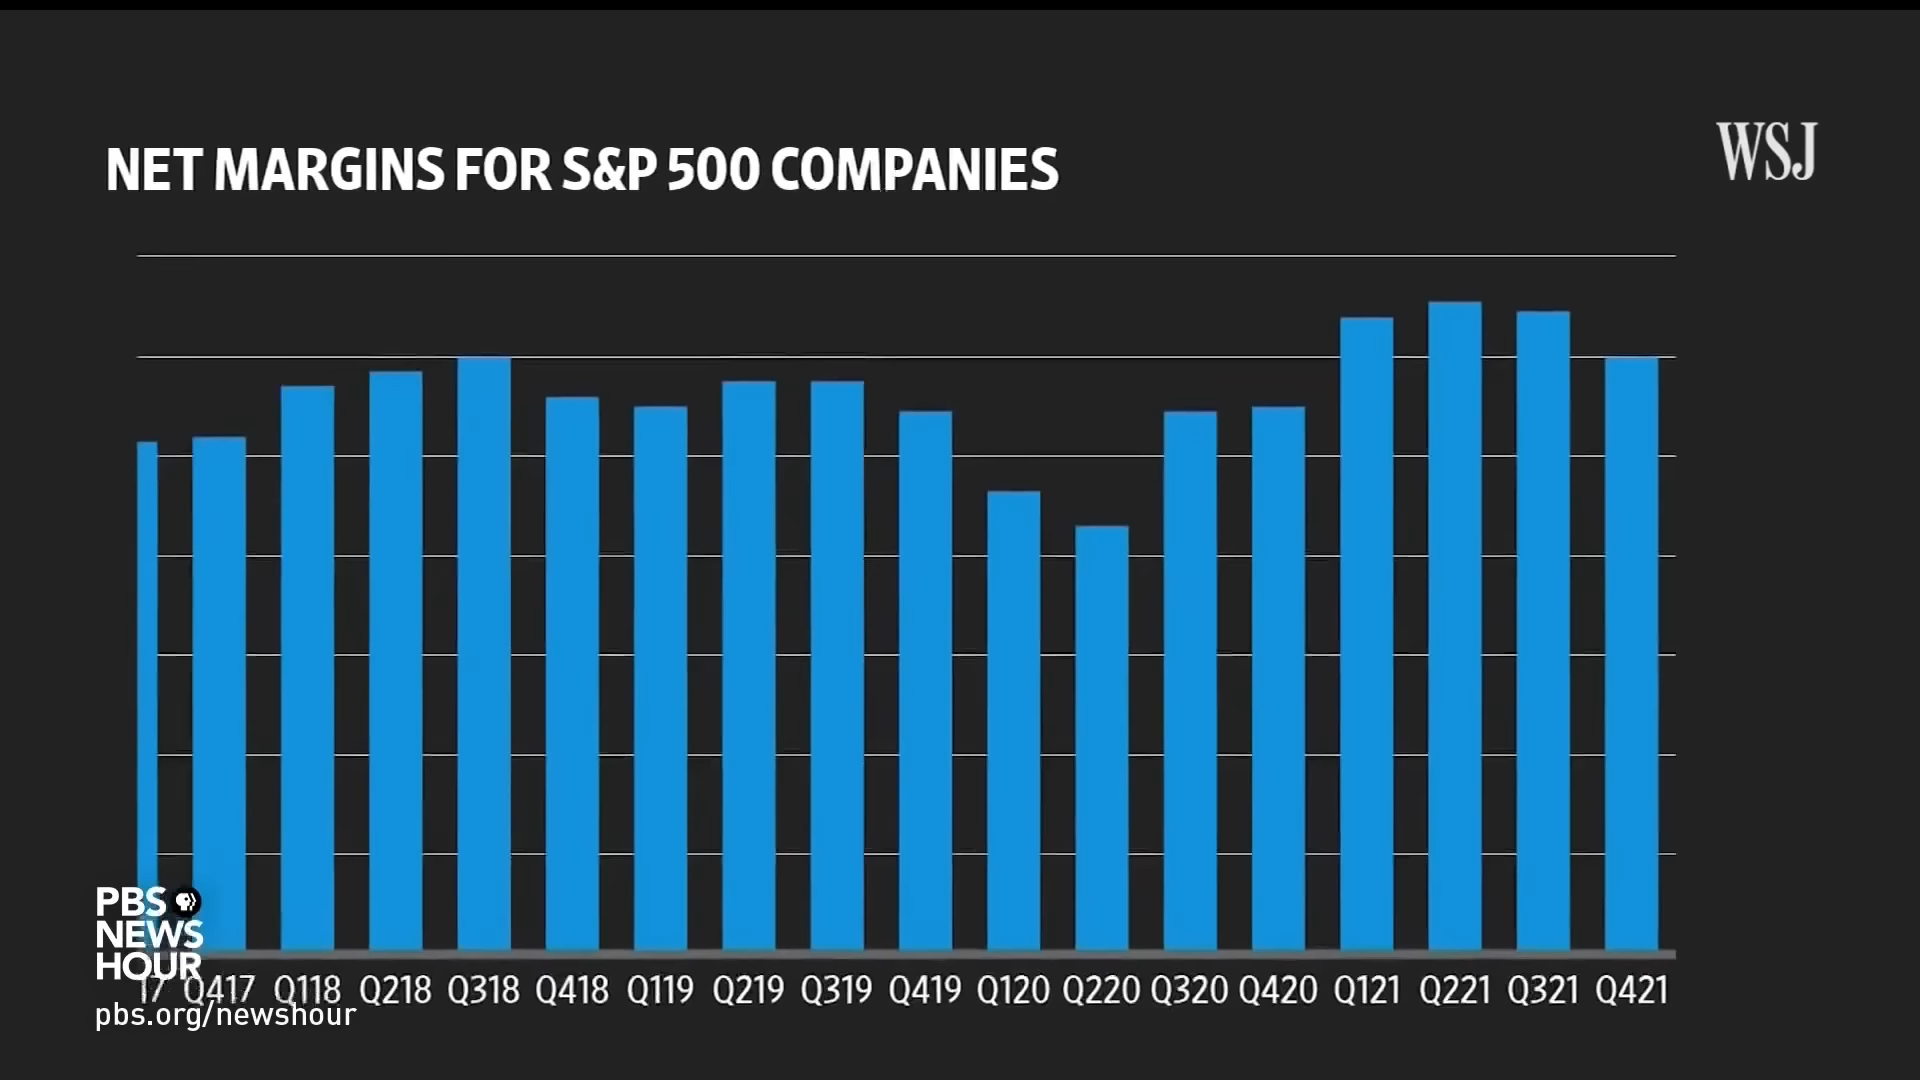 NET MARGINS FOR S&P 500 COMPANIES
WSJ
17 Q417 Q118 Q218 Q318 Q418 Q119 Q219 Q319 Q419 Q120 Q220 Q320 Q420 Q121 Q221 Q321 Q421
PBS
NEWS
HOUR
pbs.org/newshour